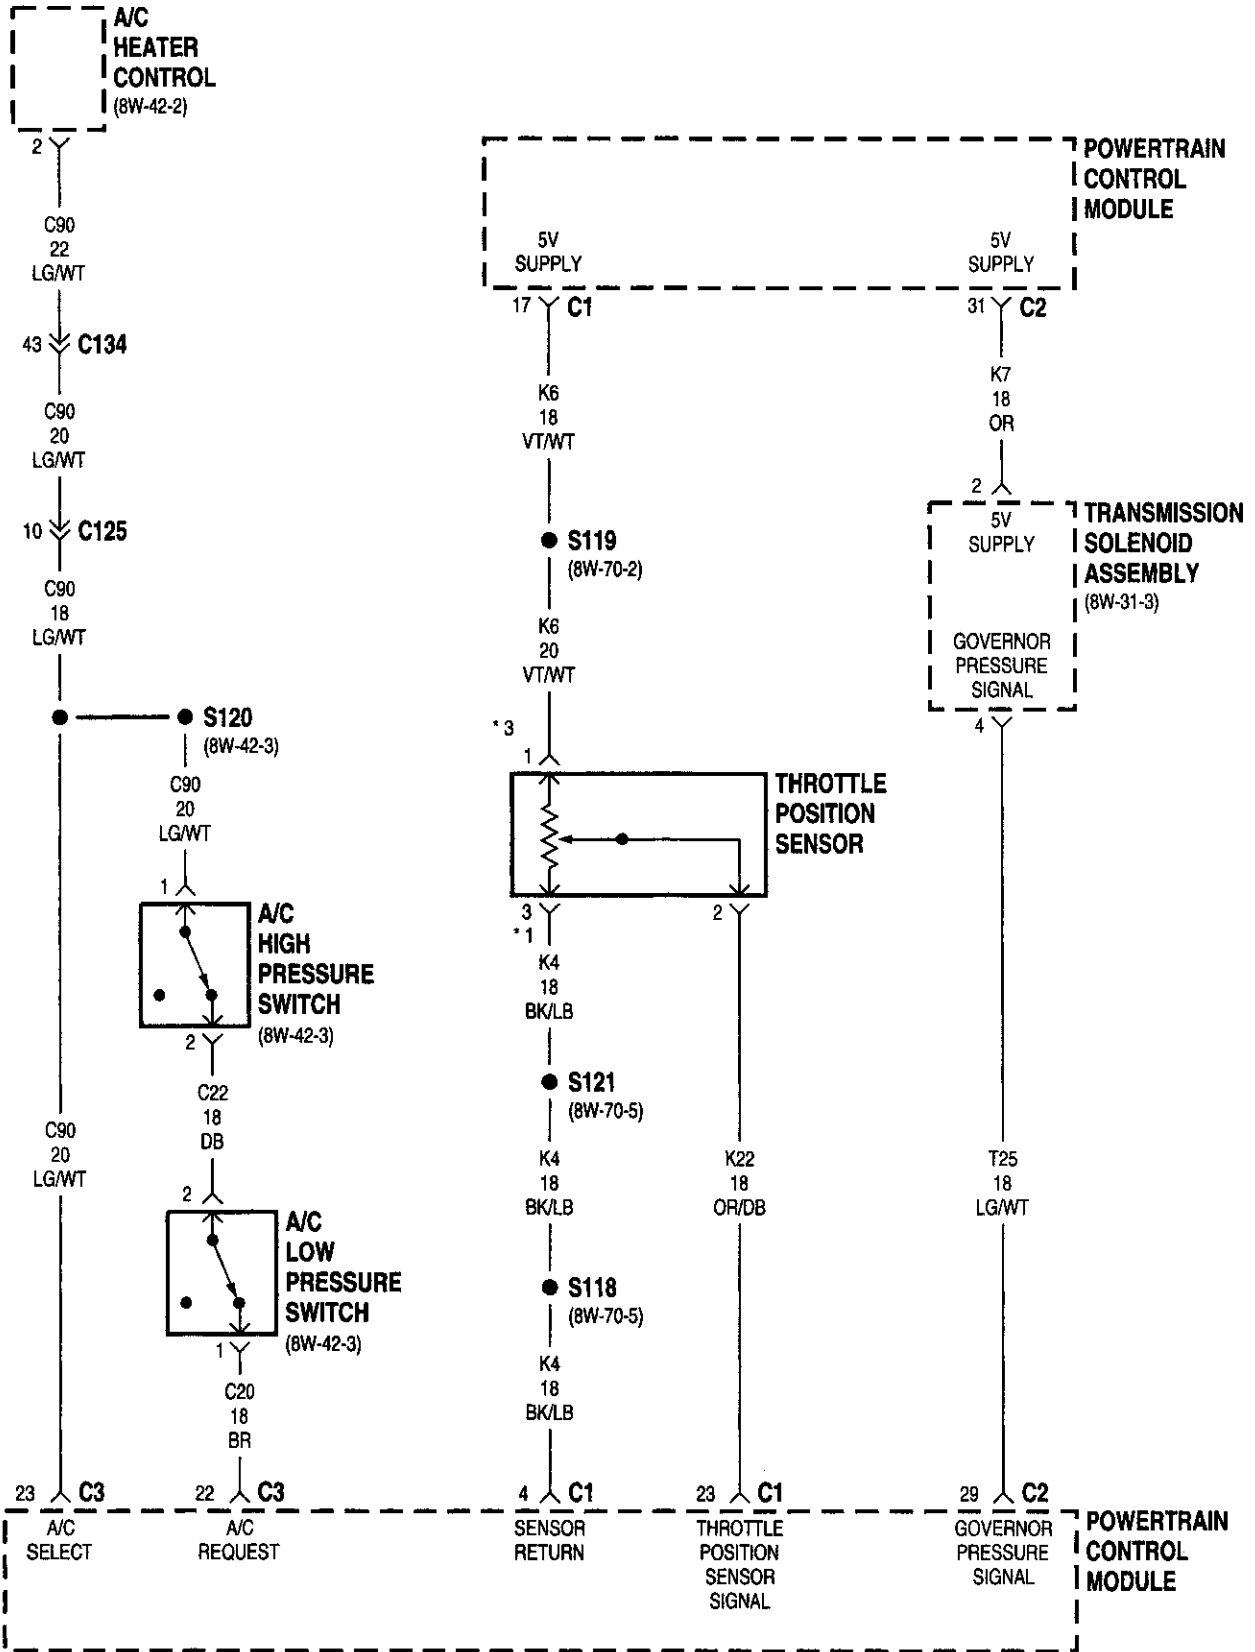 A/C
HEATER
CONTROL
(8W-42-2)
2
C90
22
LG/WT
43
C134
C90
20
LG/WT
10
C125
C90
18
LG/WT
S120
(8W-42-3)
C90
20
LG/WT
1
A/C
HIGH
PRESSURE
SWITCH
(8W-42-3)
2
C22
18
DB
C90
20
LG/WT
2
A/C
LOW
PRESSURE
SWITCH
(8W-42-3)
1
C20
18
BR
23
C3
22
C3
A/C
SELECT
A/C
REQUEST
POWERTRAIN
CONTROL
MODULE
5V
SUPPLY
17
C1
K6
18
VT/WT
S119
(8W-70-2)
K6
20
VT/WT
* 3
1
THROTTLE
POSITION
SENSOR
3
* 1
K4
18
BK/LB
S121
(8W-70-5)
K4
18
BK/LB
S118
(8W-70-5)
K4
18
BK/LB
4
C1
SENSOR
RETURN
2
K22
18
OR/DB
23
C1
THROTTLE
POSITION
SENSOR
SIGNAL
5V
SUPPLY
31
C2
K7
18
OR
2
5V
SUPPLY
TRANSMISSION
SOLENOID
ASSEMBLY
(8W-31-3)
GOVERNOR
PRESSURE
SIGNAL
4
T25
18
LG/WT
29
C2
GOVERNOR
PRESSURE
SIGNAL
POWERTRAIN
CONTROL
MODULE